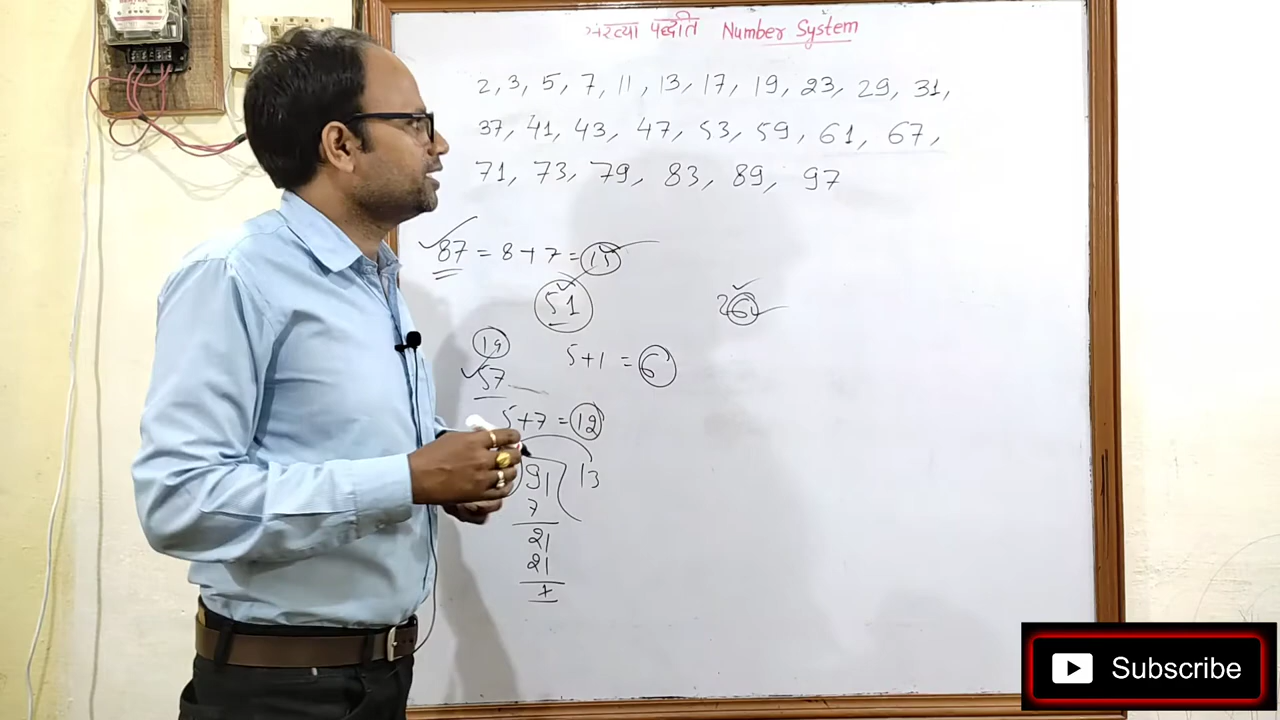 संख्या पद्धति Number System
2, 3, 5, 7, 11, 13, 17, 19, 23, 29, 31,
37, 41, 43, 47, 53, 59, 61, 67,
71, 73, 79, 83, 89, 97
87 = 8+7 = 15
51
5+1 = 6
19
57
5+7 = 12
91
13
7
21
21
×
Subscribe